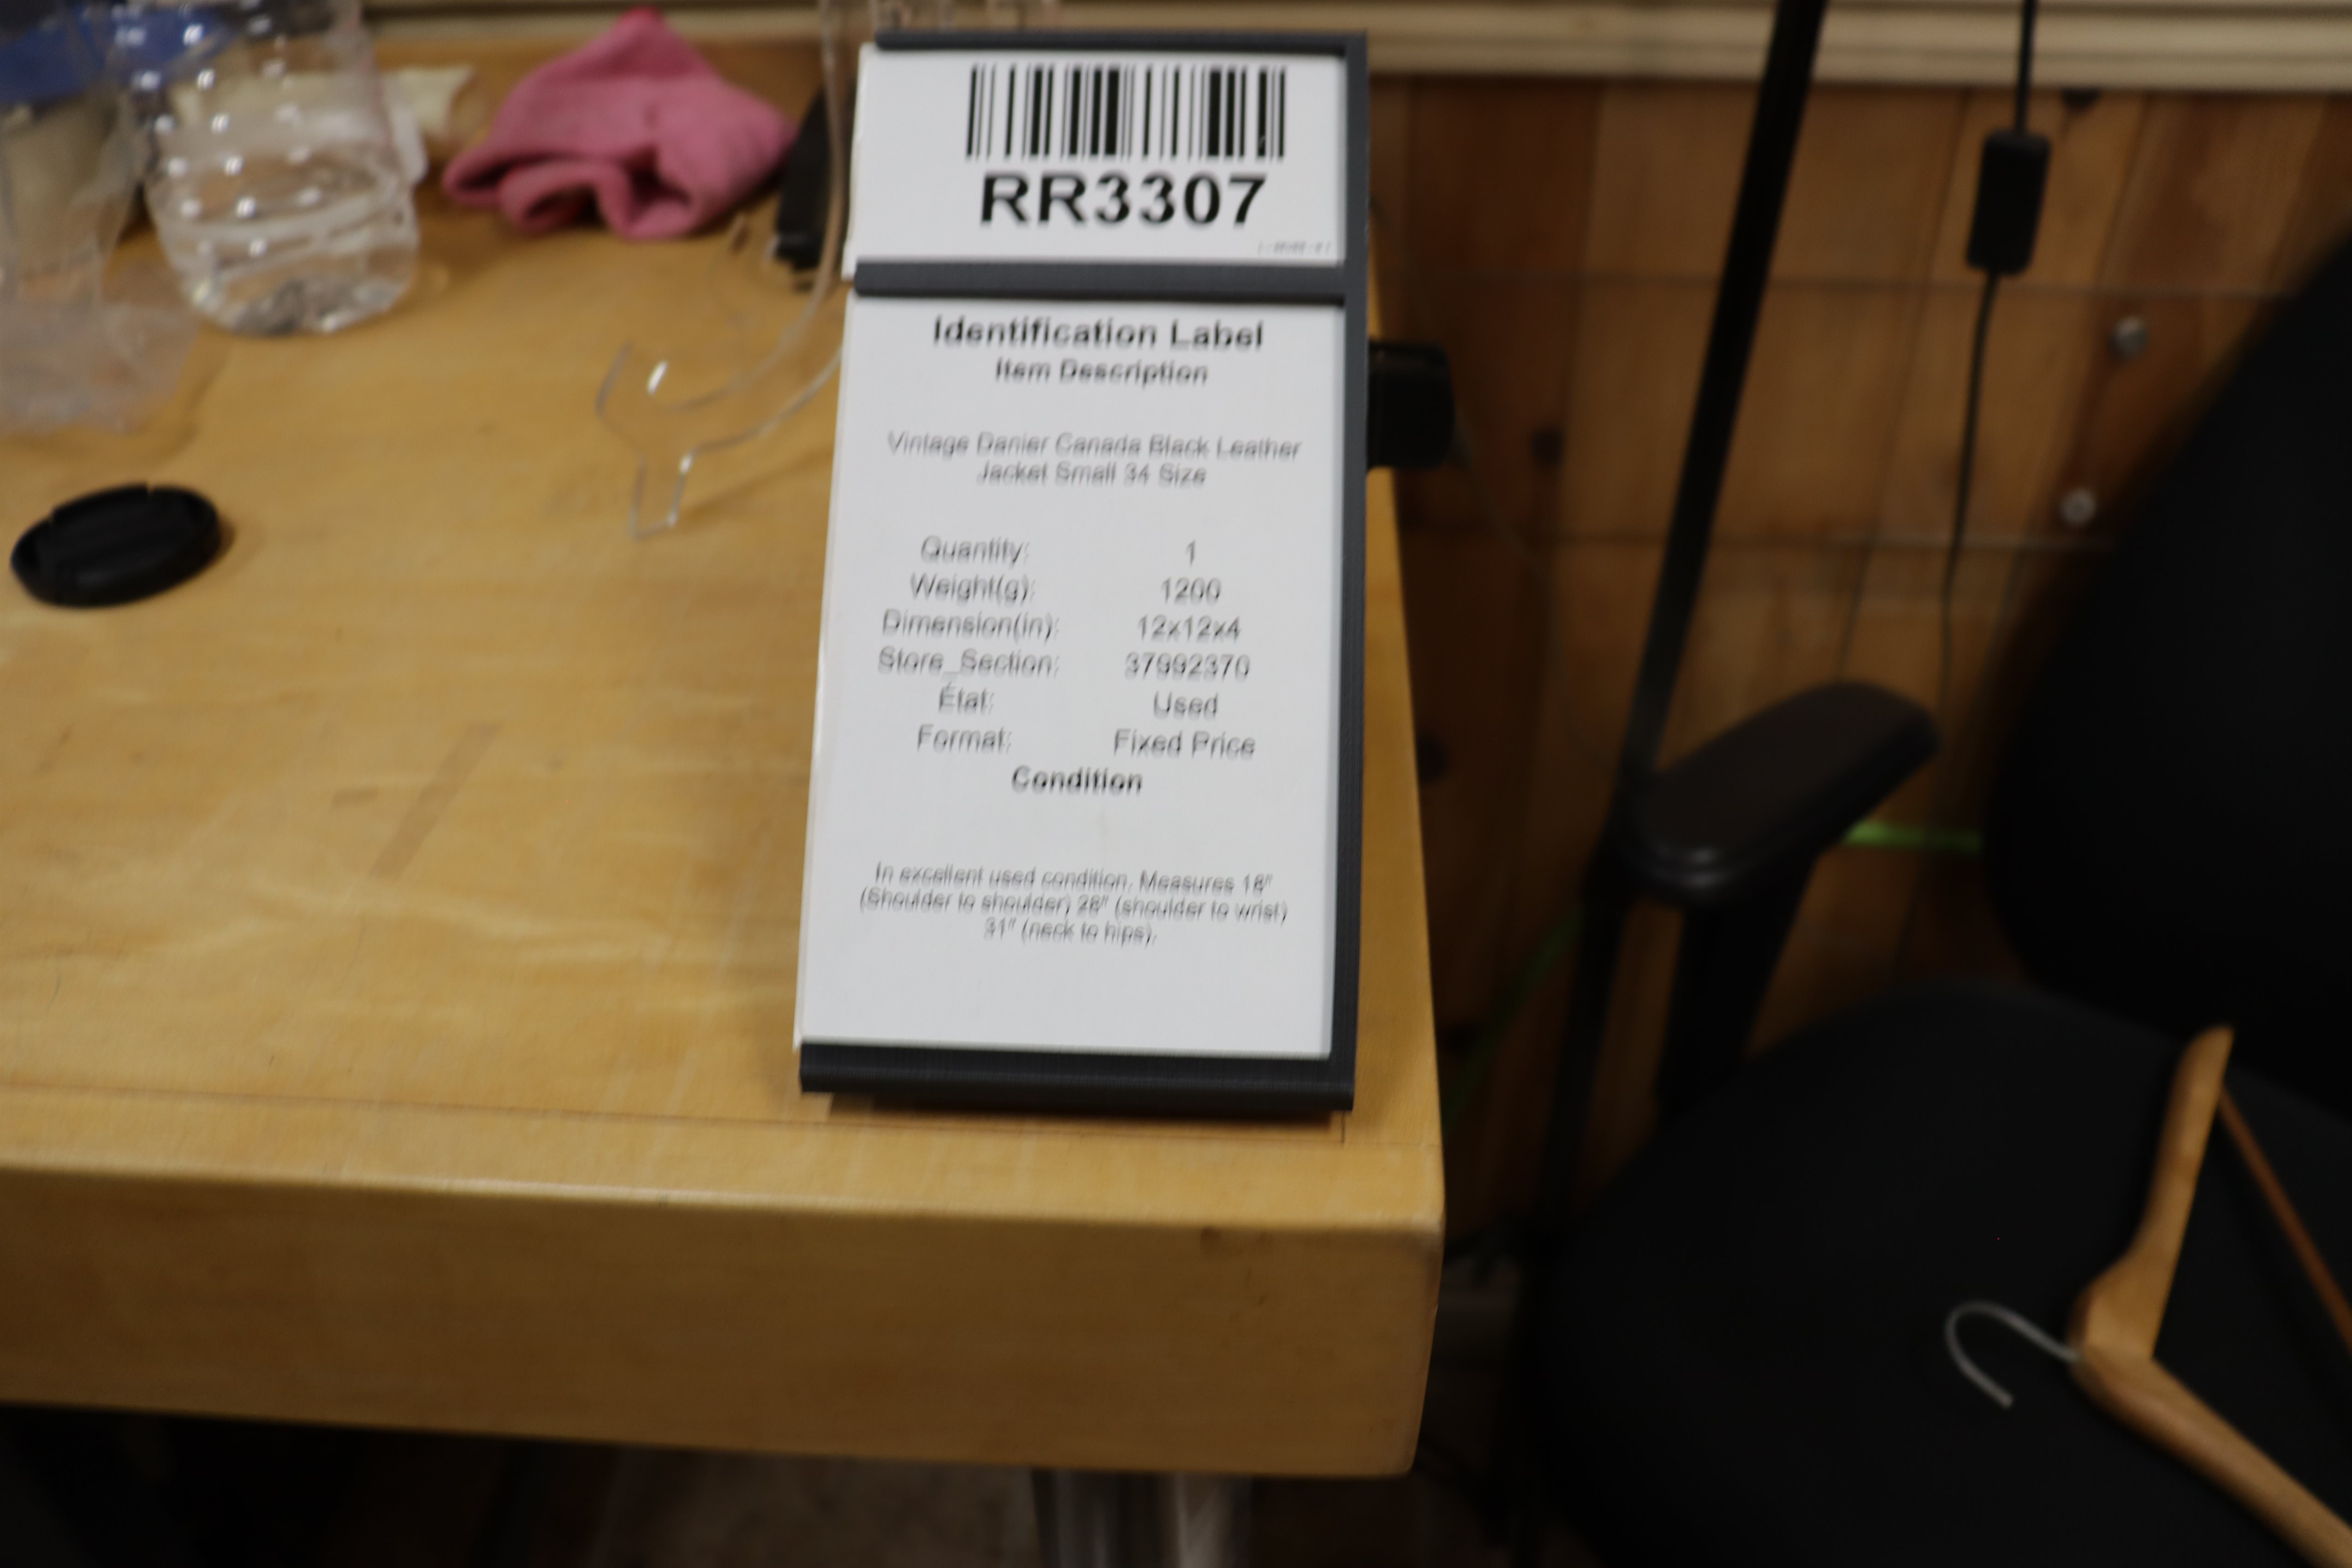 RR3307
Identification Label
Item Description
Vintage Danier Canada Black Leather
Jacket Small 34 Size
Quantity: 1
Weight(g): 1200
Dimension(in): 12x12x4
Store_Section: 37992370
État: Used
Format: Fixed Price
Condition
In excellent used condition. Measures 18"
(Shoulder to shoulder) 28" (shoulder to wrist)
31" (neck to hips).